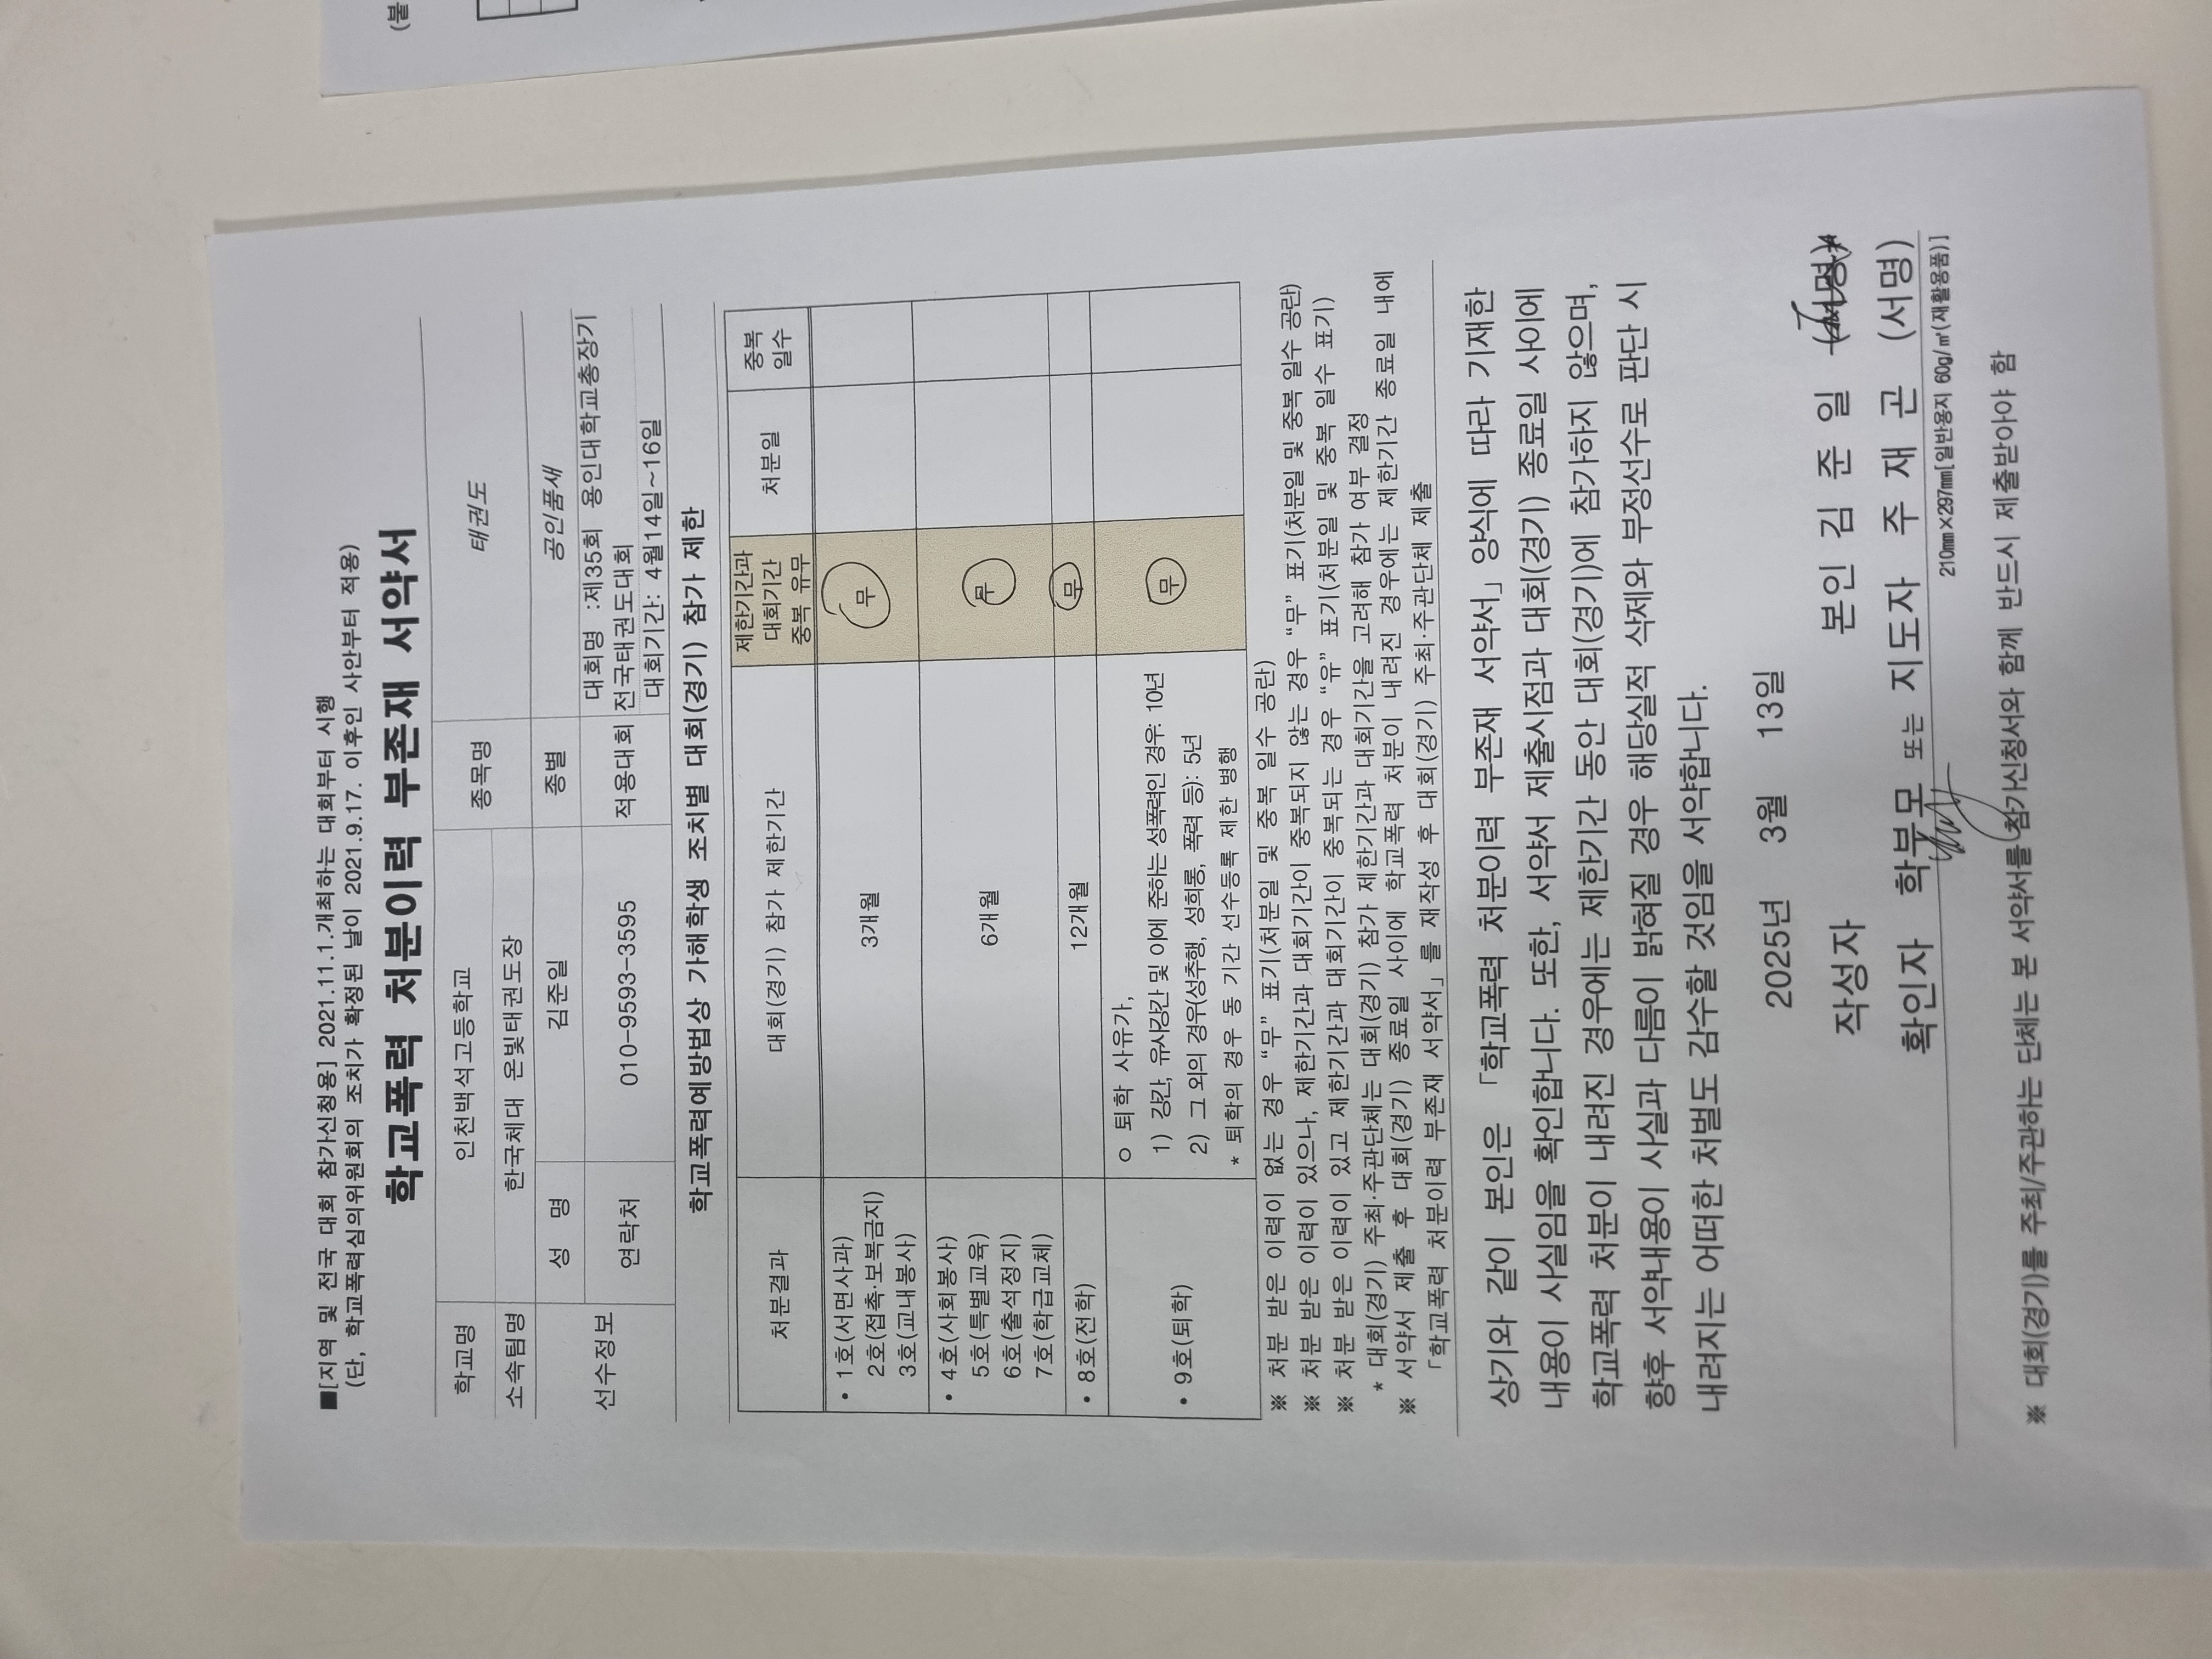 (붙
■[지역 및 전국 대회 참가신청용] 2021.11.1.개최하는 대회부터 시행
(단, 학교폭력심의위원회의 조치가 확정된 날이 2021.9.17. 이후인 사안부터 적용)
학교폭력 처분이력 부존재 서약서
학교명 인천백석고등학교 종목명 태권도
소속팀명 한국체대 온빛태권도장
종별 공인품새
선수정보 성 명 김준일
연락처 010-9593-3595
적용대회 대회명 :제35회 용인대학교총장기
전국태권도대회
대회기간: 4월14일~16일
학교폭력예방법상 가해학생 조치별 대회(경기) 참가 제한
처분결과 대회(경기) 참가 제한기간 제한기간과 대회기간 중복 유무 처분일 중복 일수
• 1호(서면사과)
2호(접촉·보복금지) 3개월 무
3호(교내봉사)
• 4호(사회봉사)
5호(특별교육)
6호(출석정지) 6개월 무
7호(학급교체)
• 8호(전학) 12개월 무
• 9호(퇴학) ㅇ 퇴학 사유가, 무
1) 강간, 유사강간 및 이에 준하는 성폭력인 경우: 10년
2) 그 외의 경우(성추행, 성희롱, 폭력 등): 5년
* 퇴학의 경우 동 기간 선수등록 제한 병행
※ 처분 받은 이력이 없는 경우 “무” 표기(처분일 및 중복 일수 공란)
※ 처분 받은 이력이 있으나, 제한기간과 대회기간이 중복되지 않는 경우 “무” 표기(처분일 및 중복 일수 공란)
※ 처분 받은 이력이 있고 제한기간과 대회기간이 중복되는 경우 “유” 표기(처분일 및 중복 일수 표기)
* 대회(경기) 주최·주관단체는 대회(경기) 참가 제한기간과 대회기간을 고려해 참가 여부 결정
※ 서약서 제출 후 대회(경기) 종료일 사이에 학교폭력 처분이 내려진 경우에는 제한기간 종료일 내에
「학교폭력 처분이력 부존재 서약서」를 재작성 후 대회(경기) 주최·주관단체 제출
상기와 같이 본인은 「학교폭력 처분이력 부존재 서약서」 양식에 따라 기재한
내용이 사실임을 확인합니다. 또한, 서약서 제출시점과 대회(경기) 종료일 사이에
학교폭력 처분이 내려진 경우에는 제한기간 동안 대회(경기)에 참가하지 않으며,
향후 서약내용이 사실과 다름이 밝혀질 경우 해당실적 삭제와 부정선수로 판단 시
내려지는 어떠한 처벌도 감수할 것임을 서약합니다.
2025년 3월 13일
작성자 본인 김 준 일 (서명)
확인자 학부모 또는 지도자 주 재 곤 (서명)
210㎜×297㎜[일반용지 60g/㎡(재활용품)]
※ 대회(경기)를 주최/주관하는 단체는 본 서약서를 참가신청서와 함께 반드시 제출받아야 함